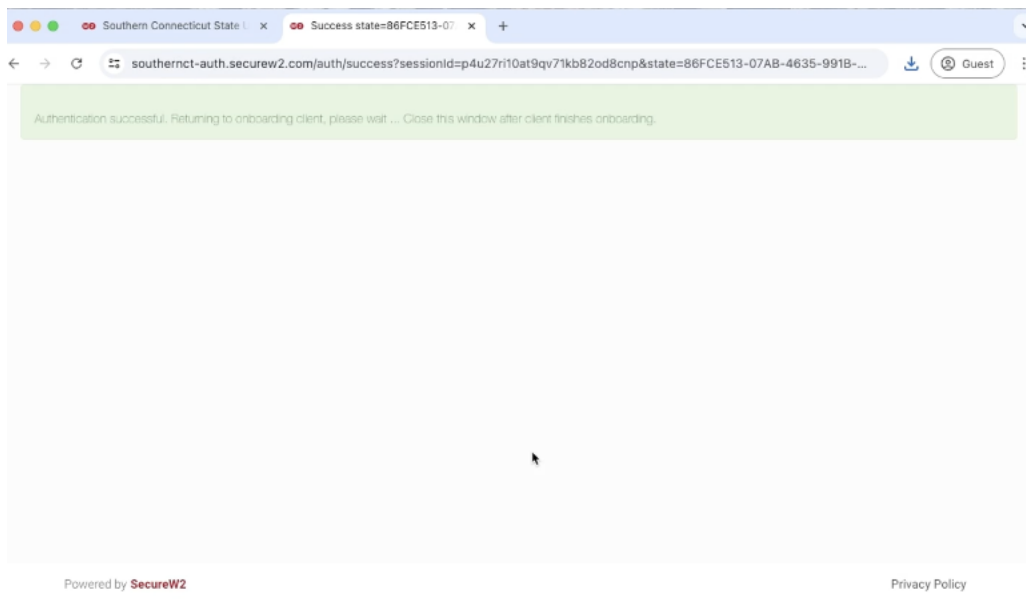 Southern Connecticut State U
Success state=86FCE513-07
southernct-auth.securew2.com/auth/success?sessionId=p4u27ri10at9qv71kb82od8cnp&state=86FCE513-07AB-4635-991B-...
Guest
Authentication successful. Returning to onboarding client, please wait ... Close this window after client finishes onboarding.
Powered by SecureW2
Privacy Policy